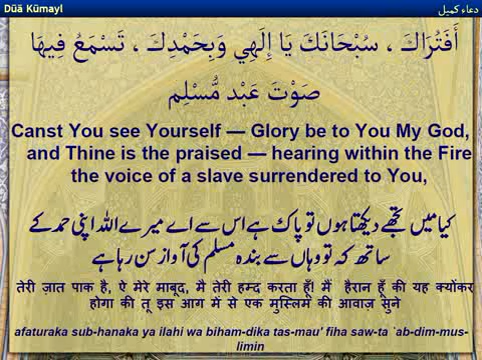 Dūā Kūmayl
دعاء كميل
أَفَتُرَاكَ ، سُبْحَانَكَ يَا إِلَهِي وَبِحَمْدِكَ ، تَسْمَعُ فِيهَا
صَوْتَ عَبْدٍ مُسْلِمٍ
Canst You see Yourself — Glory be to You My God,
and Thine is the praised — hearing within the Fire
the voice of a slave surrendered to You,
کیا میں تجھے دیکھتا ہوں تو پاک ہے اس سے اے میرے اللہ اپنی حمد کے
ساتھ کہ تو وہاں سے بندہ مسلم کی آواز سن رہا ہے
तेरी ज़ात पाक है, ऐ मेरे माबूद, मै तेरी हम्द करता हूँ! मैं हैरान हूँ की यह क्योंकर
होगा की तू इस आग में से एक मुस्लिम की आवाज़ सुने
afaturaka sub-hanaka ya ilahi wa biham-dika tas-mau' fiha saw-ta `ab-dim-mus-
limin